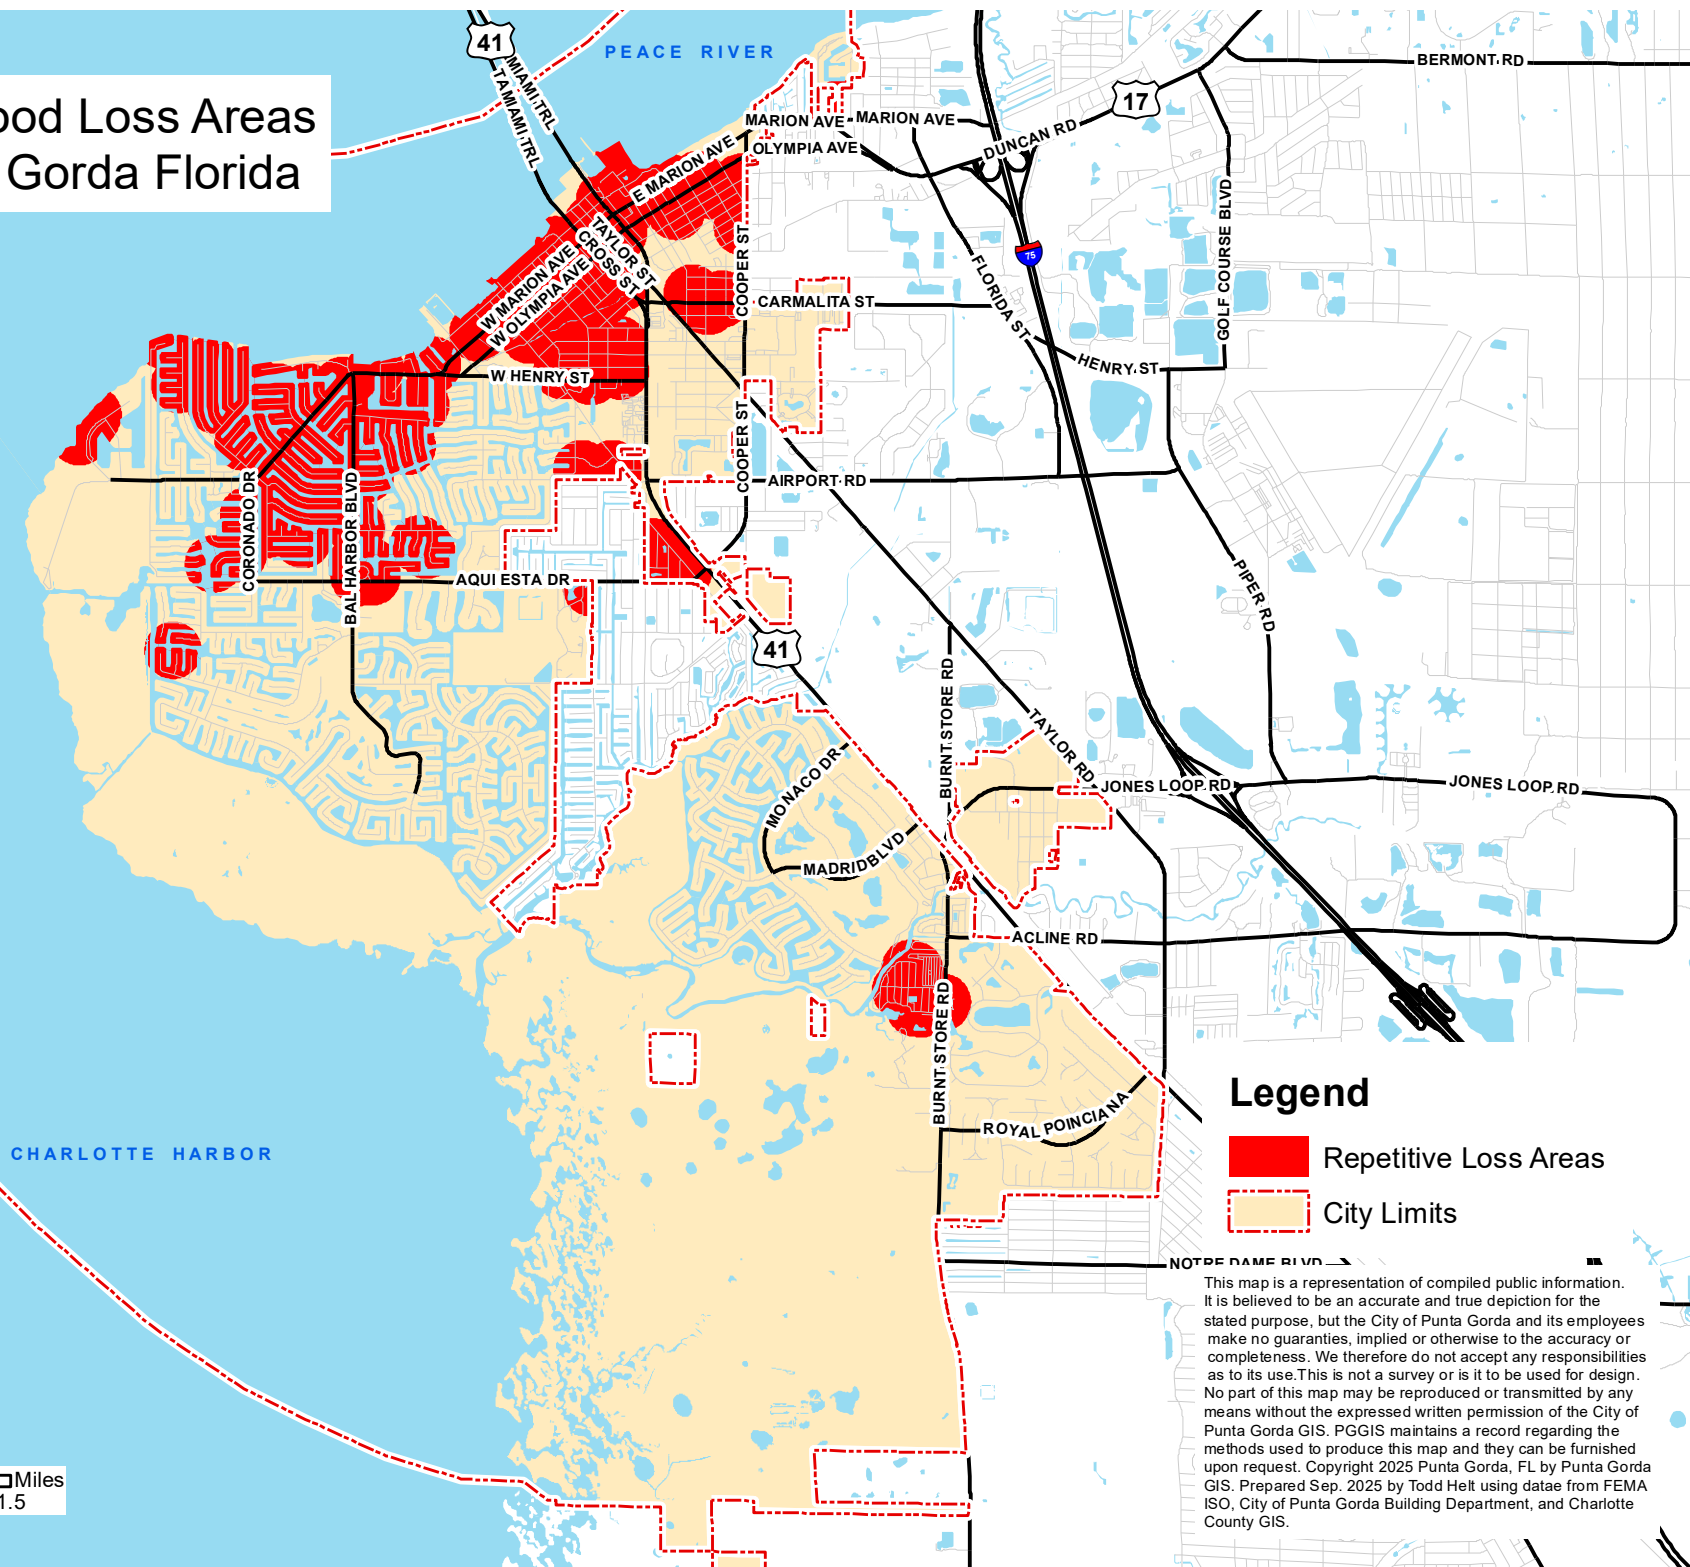 41
PEACE RIVER
BERMONT RD
MIAMI TRL
TAMIAMI TRL
17
ood Loss Areas
Gorda Florida
MARION AVE
MARION AVE
DUNCAN RD
OLYMPIA AVE
E MARION AVE
GOLF COURSE BLVD
TAYLOR ST
CROSS ST
COOPER ST
75
W MARION AVE
W OLYMPIA AVE
FLORIDA ST
CARMALITA ST
HENRY ST
W HENRY ST
COOPER ST
AIRPORT RD
CORONADO DR
BAL HARBOR BLVD
AQUI ESTA DR
PIPER RD
41
BURNT STORE RD
TAYLOR RD
MONACO DR
JONES LOOP RD
JONES LOOP RD
MADRID BLVD
ACLINE RD
BURNT STORE RD
ROYAL POINCIANA
CHARLOTTE HARBOR
Legend
Repetitive Loss Areas
City Limits
NOTRE DAME BLVD
This map is a representation of compiled public information.
It is believed to be an accurate and true depiction for the
stated purpose, but the City of Punta Gorda and its employees
make no guaranties, implied or otherwise to the accuracy or
completeness. We therefore do not accept any responsibilities
as to its use.This is not a survey or is it to be used for design.
No part of this map may be reproduced or transmitted by any
means without the expressed written permission of the City of
Punta Gorda GIS. PGGIS maintains a record regarding the
methods used to produce this map and they can be furnished
upon request. Copyright 2025 Punta Gorda, FL by Punta Gorda
GIS. Prepared Sep. 2025 by Todd Helt using datae from FEMA
ISO, City of Punta Gorda Building Department, and Charlotte
County GIS.
Miles
1.5